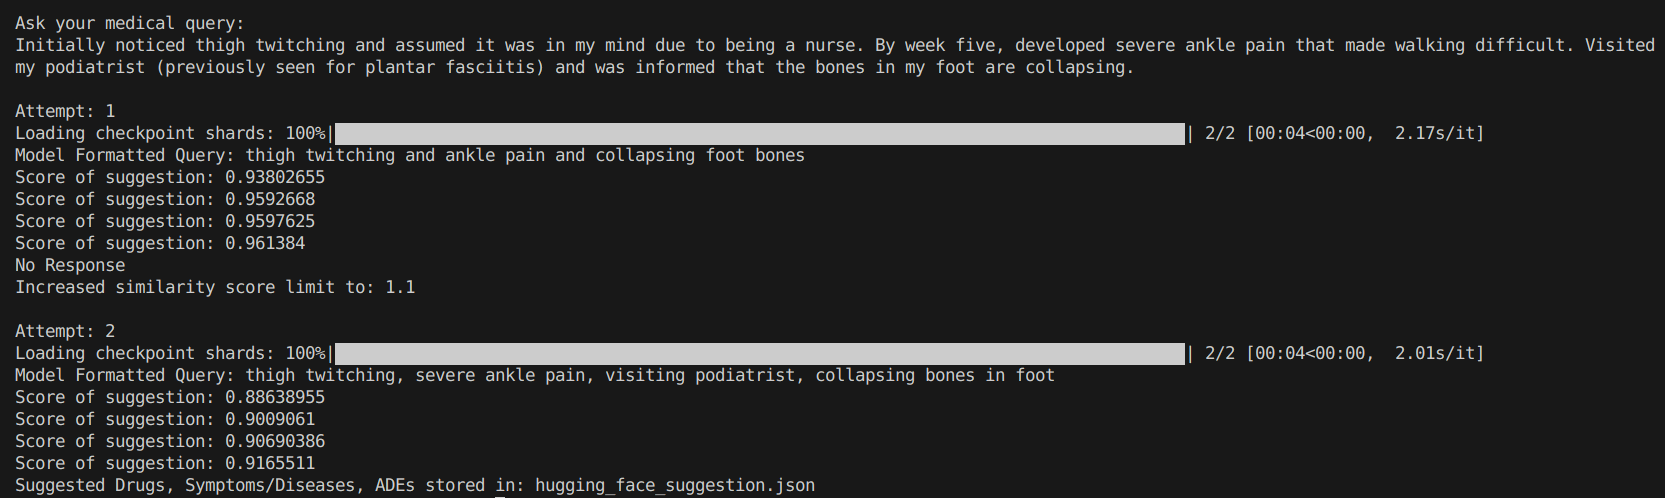 Ask your medical query:
Initially noticed thigh twitching and assumed it was in my mind due to being a nurse. By week five, developed severe ankle pain that made walking difficult. Visited
my podiatrist (previously seen for plantar fasciitis) and was informed that the bones in my foot are collapsing.
Attempt: 1
Loading checkpoint shards: 100%| | 2/2 [00:04<00:00,  2.17s/it]
Model Formatted Query: thigh twitching and ankle pain and collapsing foot bones
Score of suggestion: 0.93802655
Score of suggestion: 0.9592668
Score of suggestion: 0.9597625
Score of suggestion: 0.961384
No Response
Increased similarity score limit to: 1.1
Attempt: 2
Loading checkpoint shards: 100%| | 2/2 [00:04<00:00,  2.01s/it]
Model Formatted Query: thigh twitching, severe ankle pain, visiting podiatrist, collapsing bones in foot
Score of suggestion: 0.88638955
Score of suggestion: 0.9009061
Score of suggestion: 0.90690386
Score of suggestion: 0.9165511
Suggested Drugs, Symptoms/Diseases, ADEs stored in: hugging_face_suggestion.json